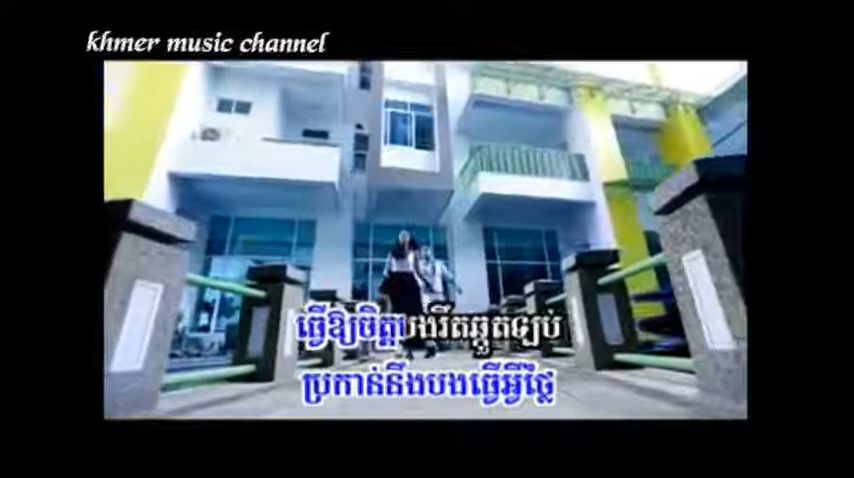 khmer music channel
ធ្វើឱ្យចិត្តបងរឹតឆ្កួតឡប់
ប្រកាន់នឹងបងធ្វើអ្វីថ្លៃ